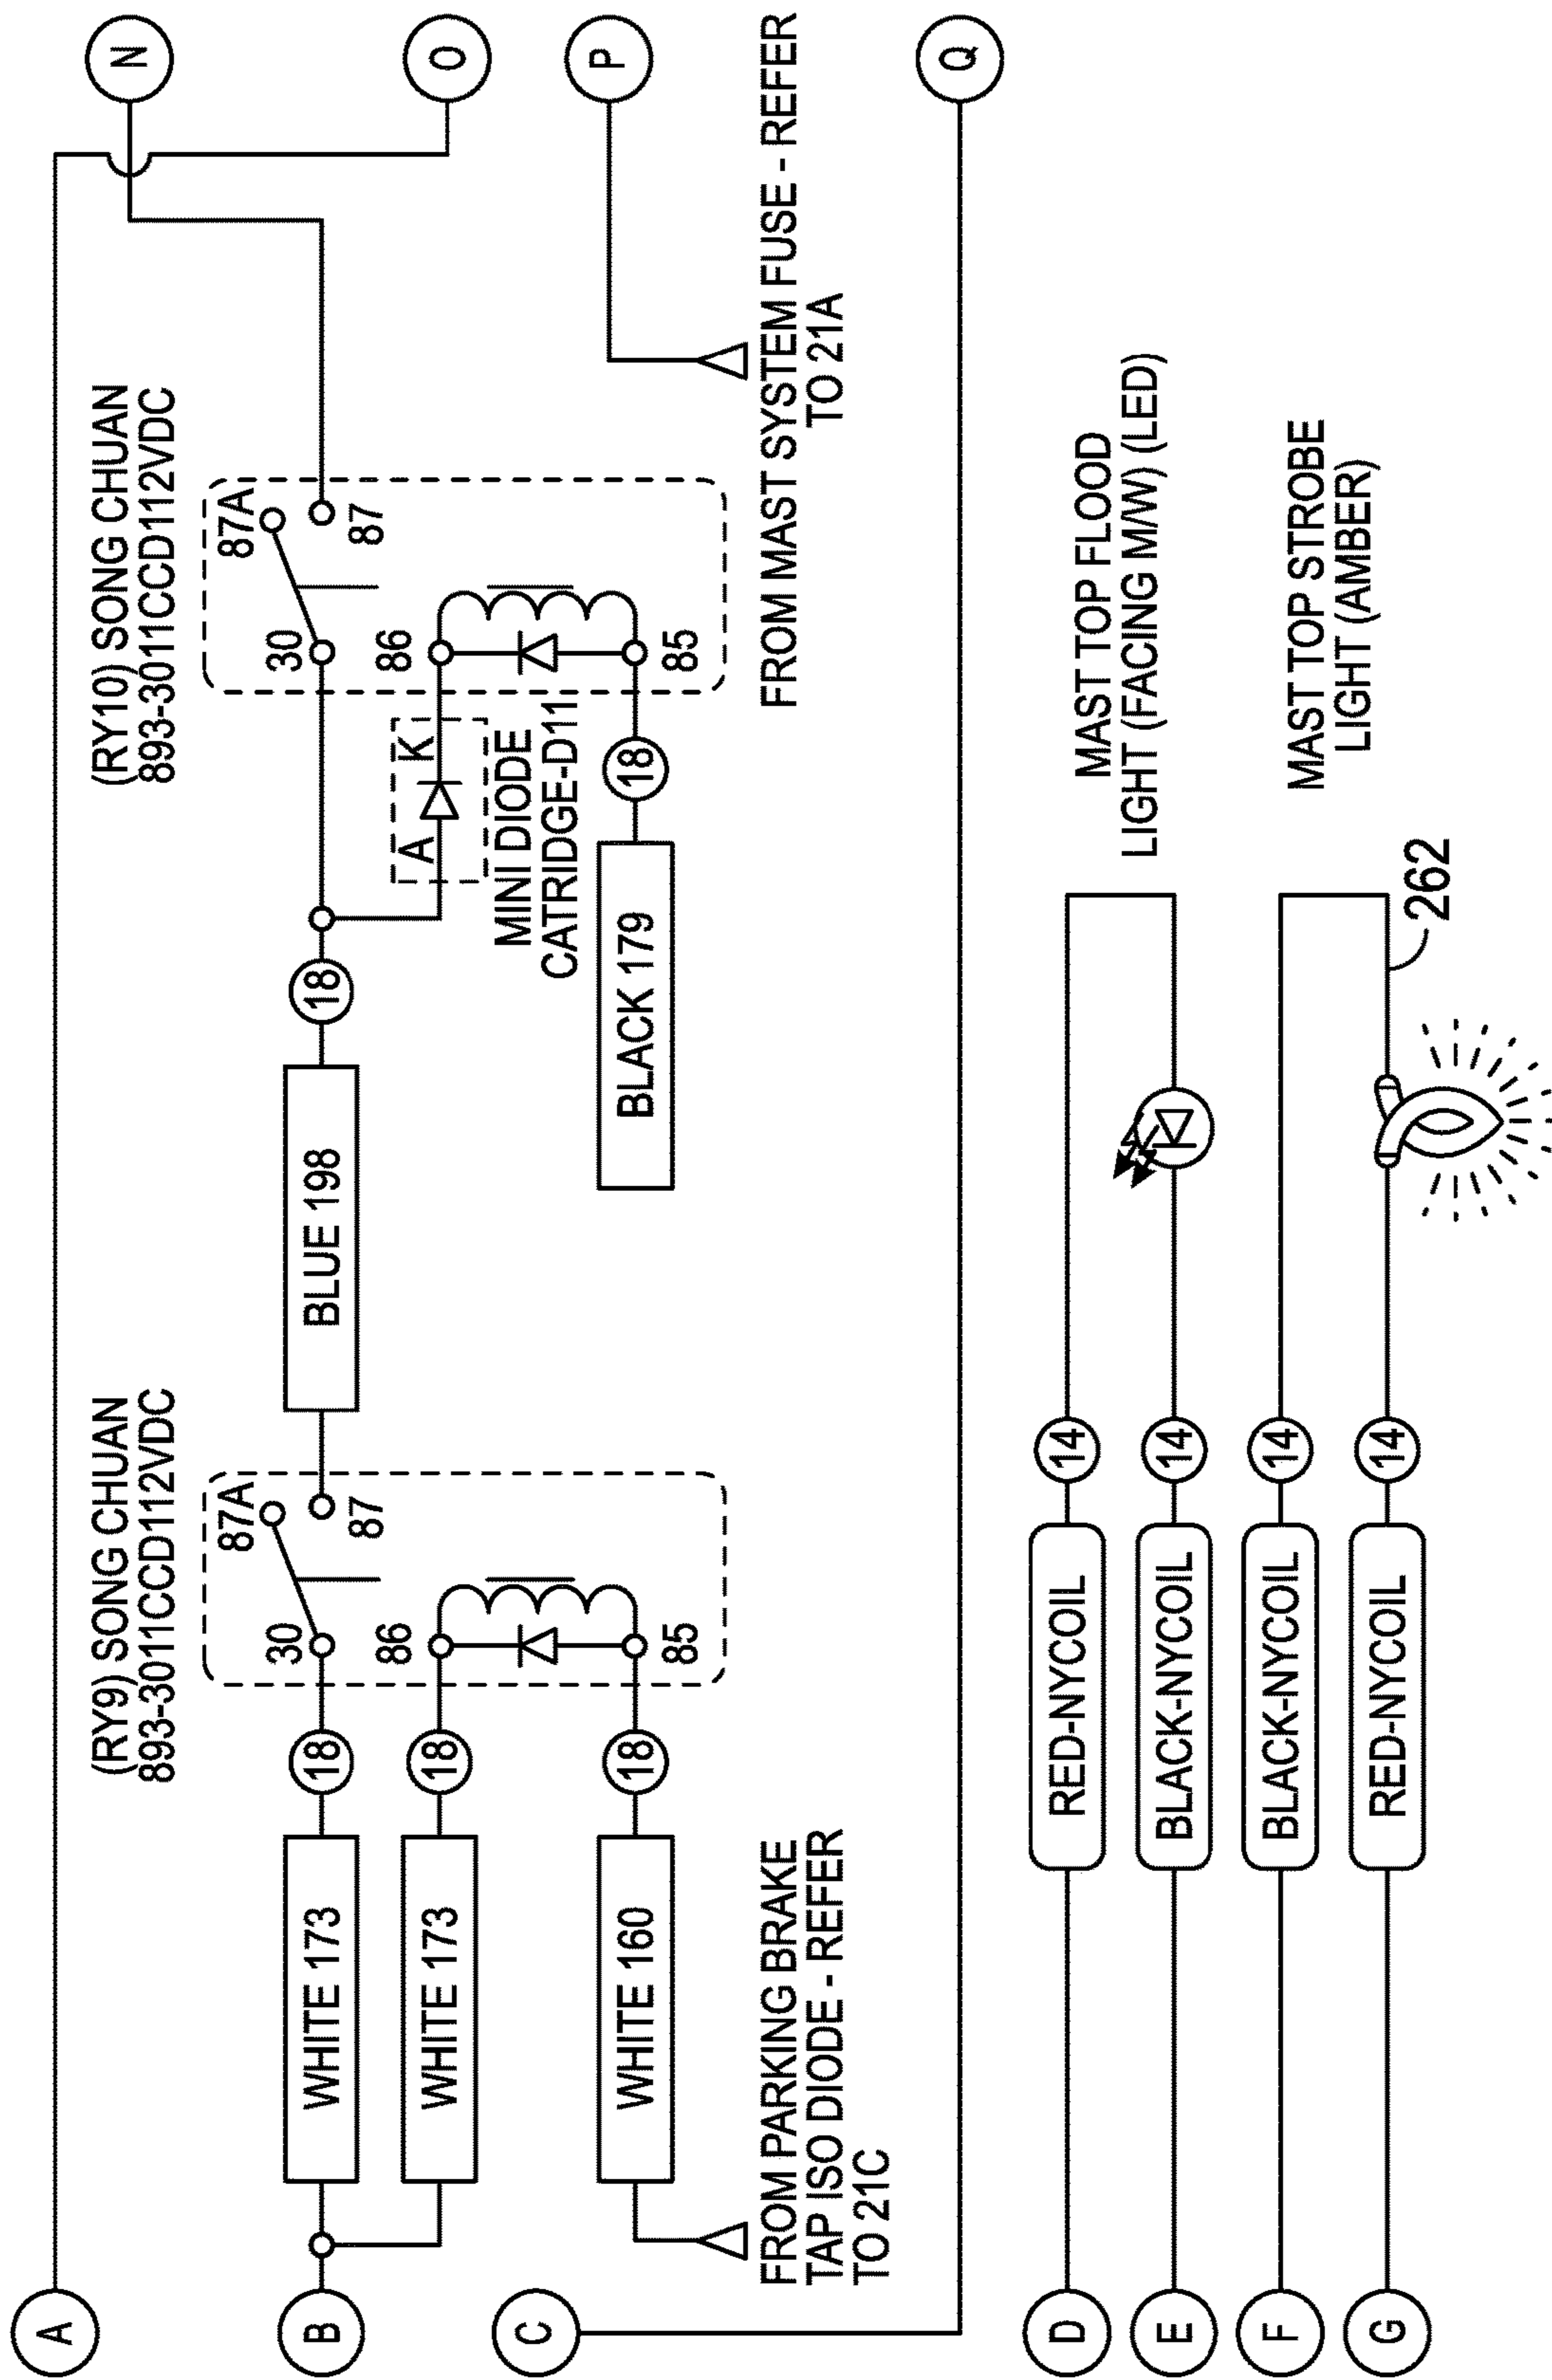 A
N
O
(RY9) SONG CHUAN
893-3011CCD112VDC
(RY10) SONG CHUAN
893-3011CCD112VDC
87A
87
30
86
85
87A
87
30
86
85
B
WHITE 173
18
BLUE 198
18
WHITE 173
18
A K
MINI DIODE
CATRIDGE-D11
WHITE 160
18
BLACK 179
18
P
FROM PARKING BRAKE
TAP ISO DIODE - REFER
TO 21C
FROM MAST SYSTEM FUSE - REFER
TO 21A
C
Q
D
RED-NYCOIL
14
MAST TOP FLOOD
LIGHT (FACING M/W) (LED)
E
BLACK-NYCOIL
14
F
BLACK-NYCOIL
14
MAST TOP STROBE
LIGHT (AMBER)
G
RED-NYCOIL
14
262